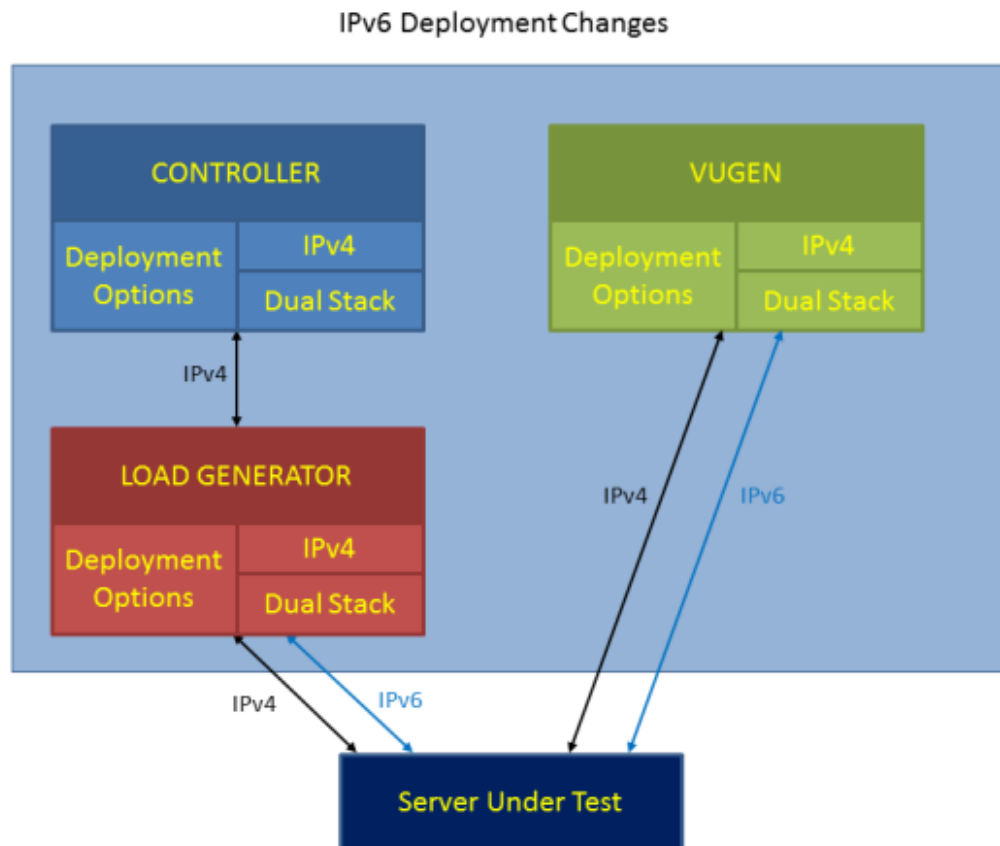 IPv6 Deployment Changes
CONTROLLER
Deployment
Options
IPv4
Dual Stack
VUGEN
Deployment
Options
IPv4
Dual Stack
IPv4
LOAD GENERATOR
Deployment
Options
IPv4
Dual Stack
IPv4
IPv6
IPv4
IPv6
Server Under Test